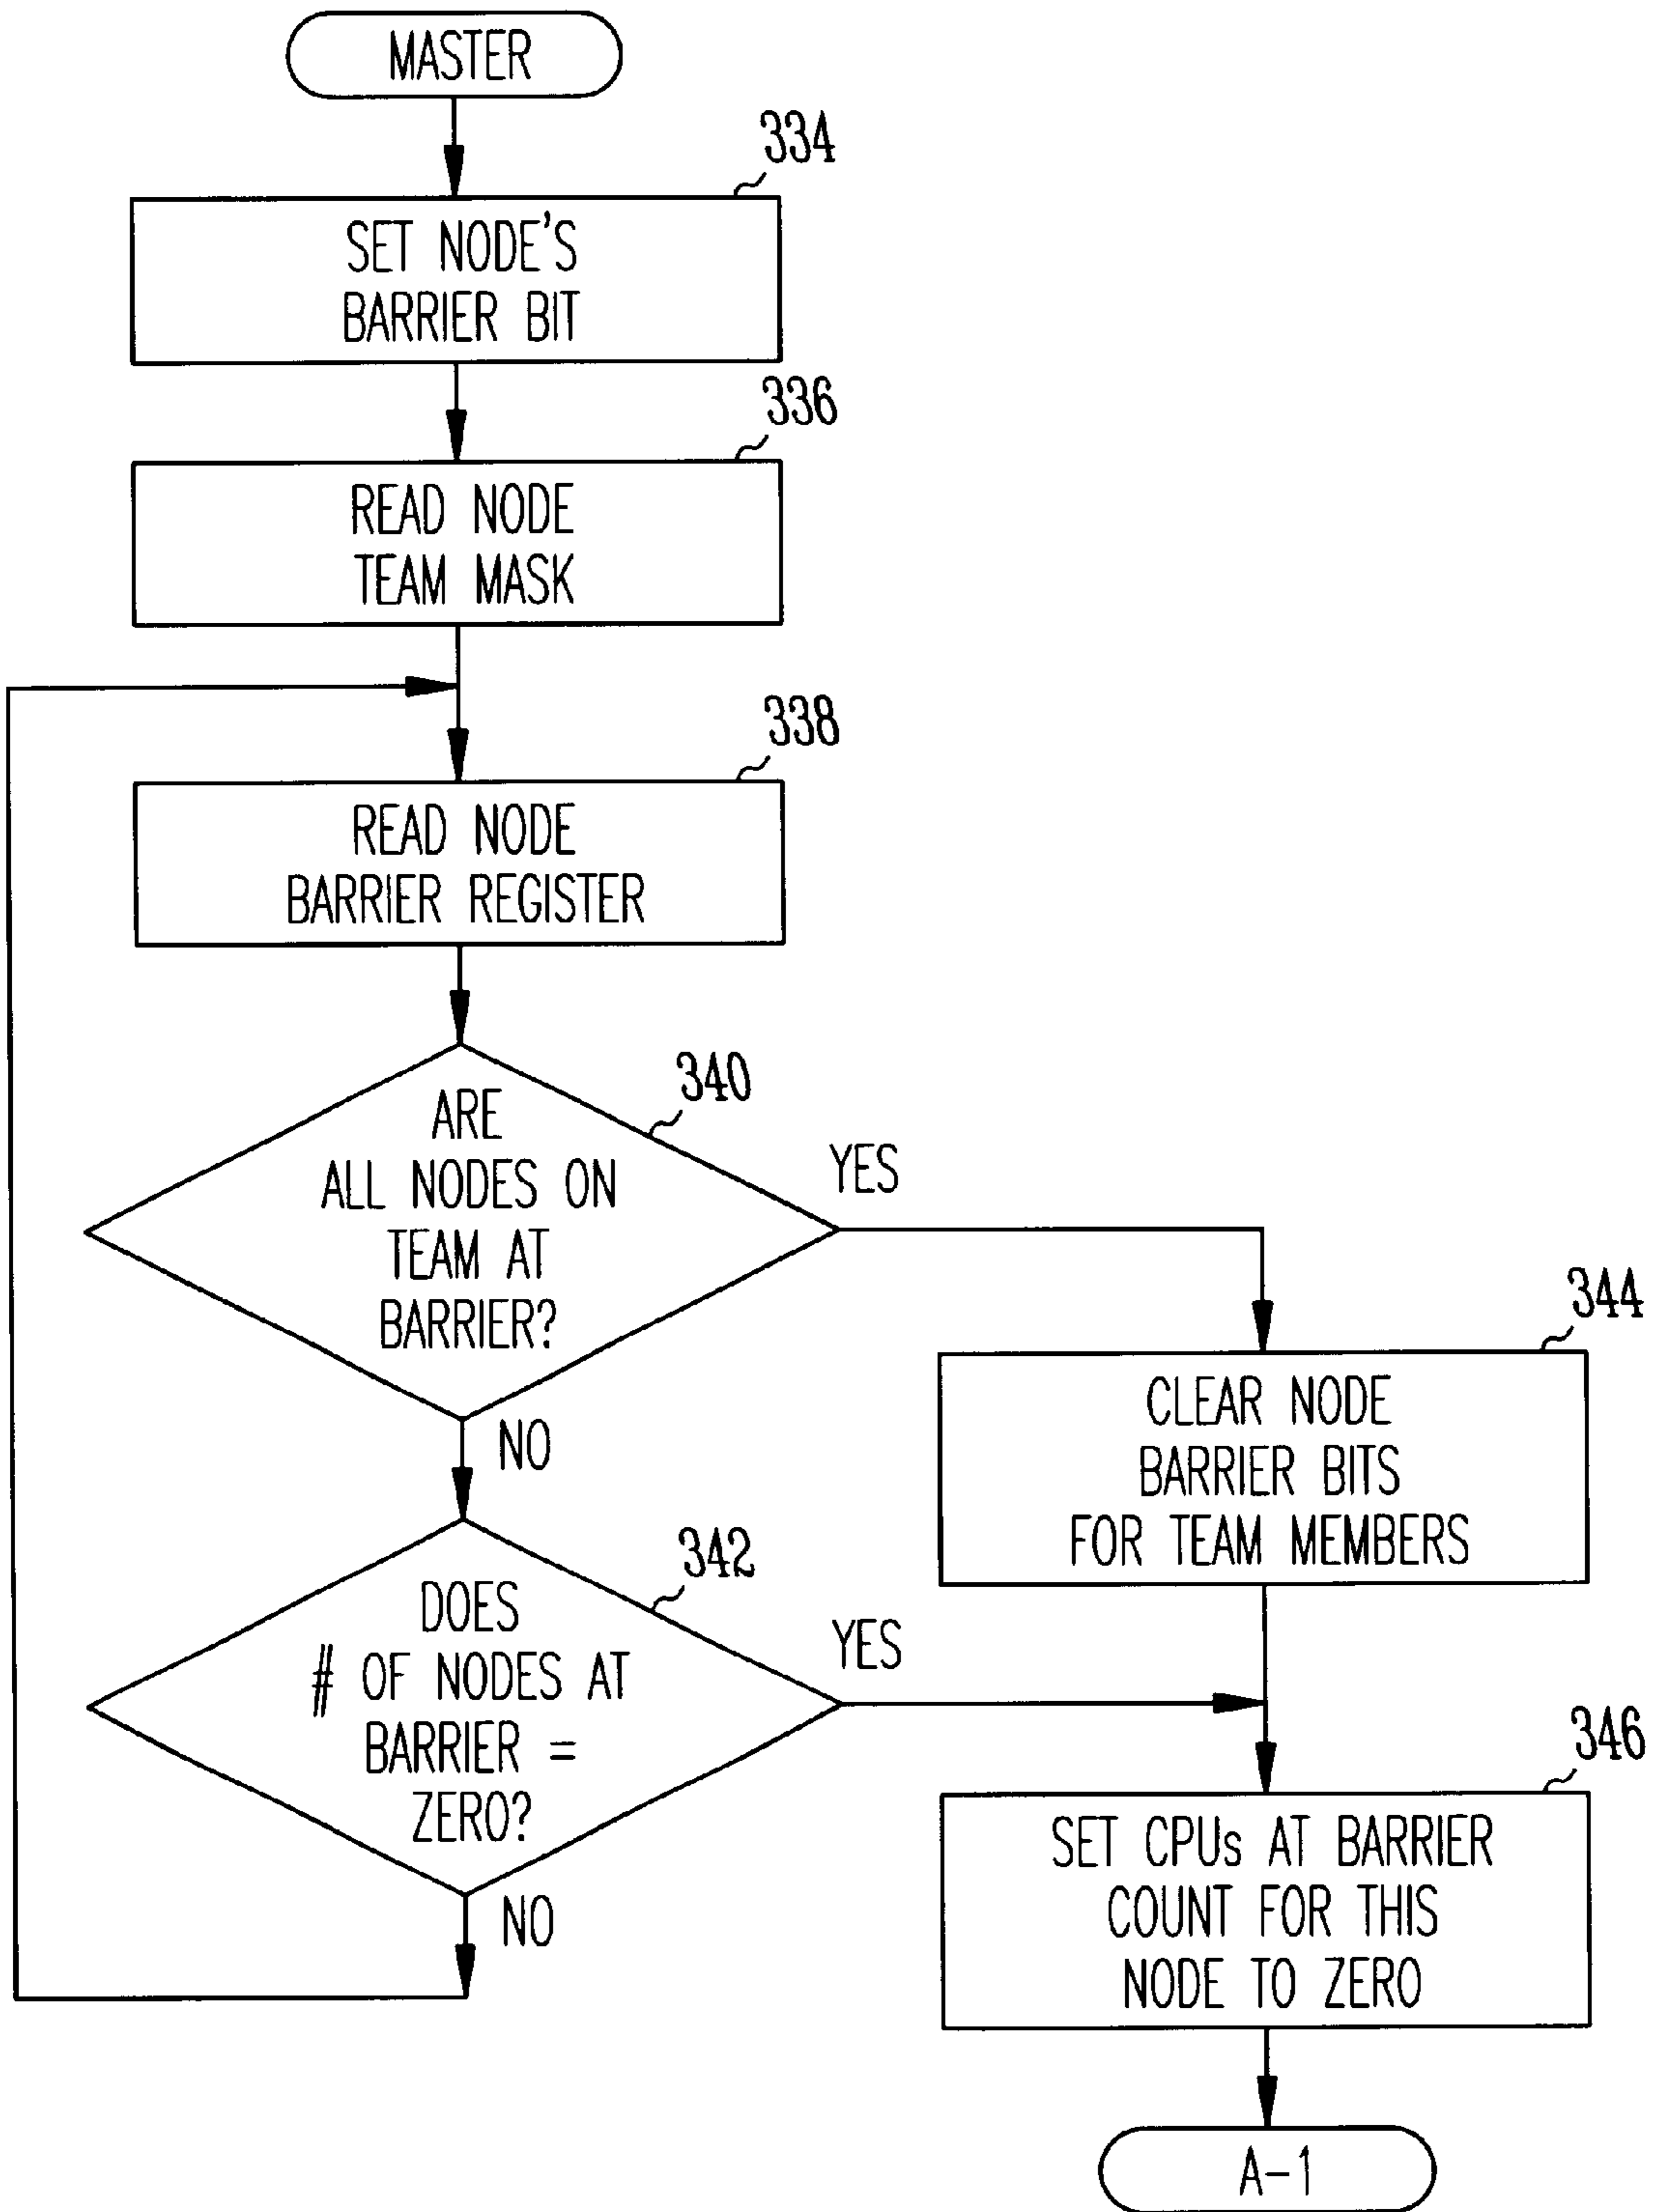 MASTER
334
SET NODE'S
BARRIER BIT
336
READ NODE
TEAM MASK
338
READ NODE
BARRIER REGISTER
340
ARE
ALL NODES ON
TEAM AT
BARRIER?
YES
NO
344
CLEAR NODE
BARRIER BITS
FOR TEAM MEMBERS
342
DOES
# OF NODES AT
BARRIER =
ZERO?
YES
NO
346
SET CPUs AT BARRIER
COUNT FOR THIS
NODE TO ZERO
A-1